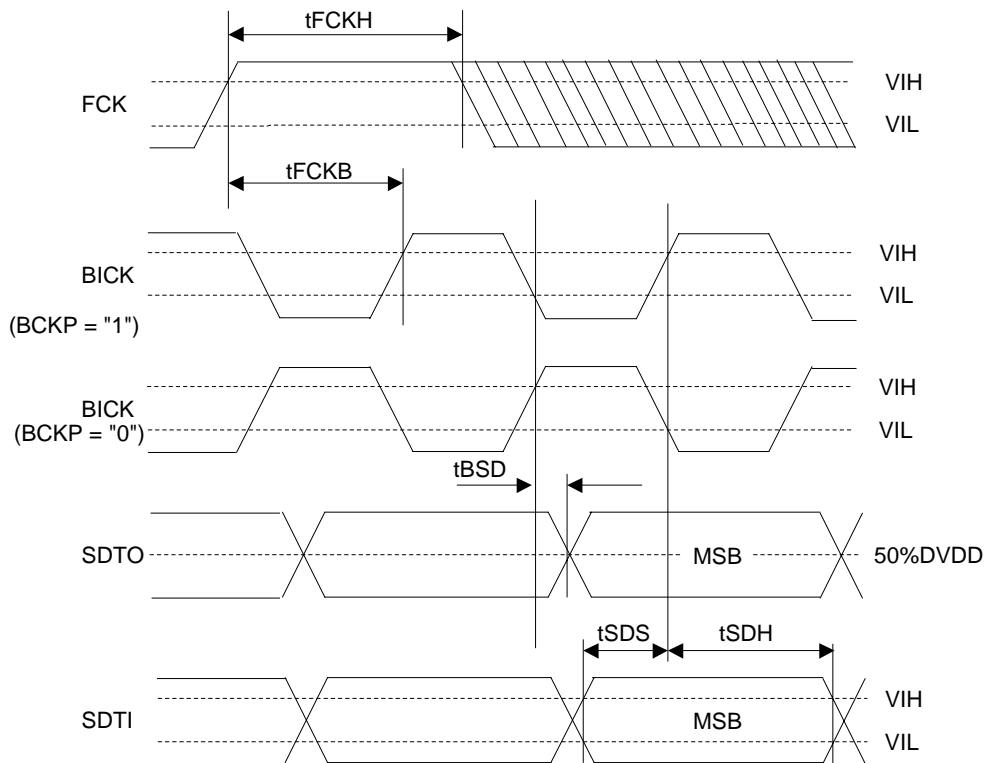 tFCKH
FCK
VIH
VIL
tFCKB
BICK
(BCKP = "1")
VIH
VIL
BICK
(BCKP = "0")
VIH
VIL
tBSD
SDTO
MSB
50%DVDD
tSDS
tSDH
SDTI
MSB
VIH
VIL